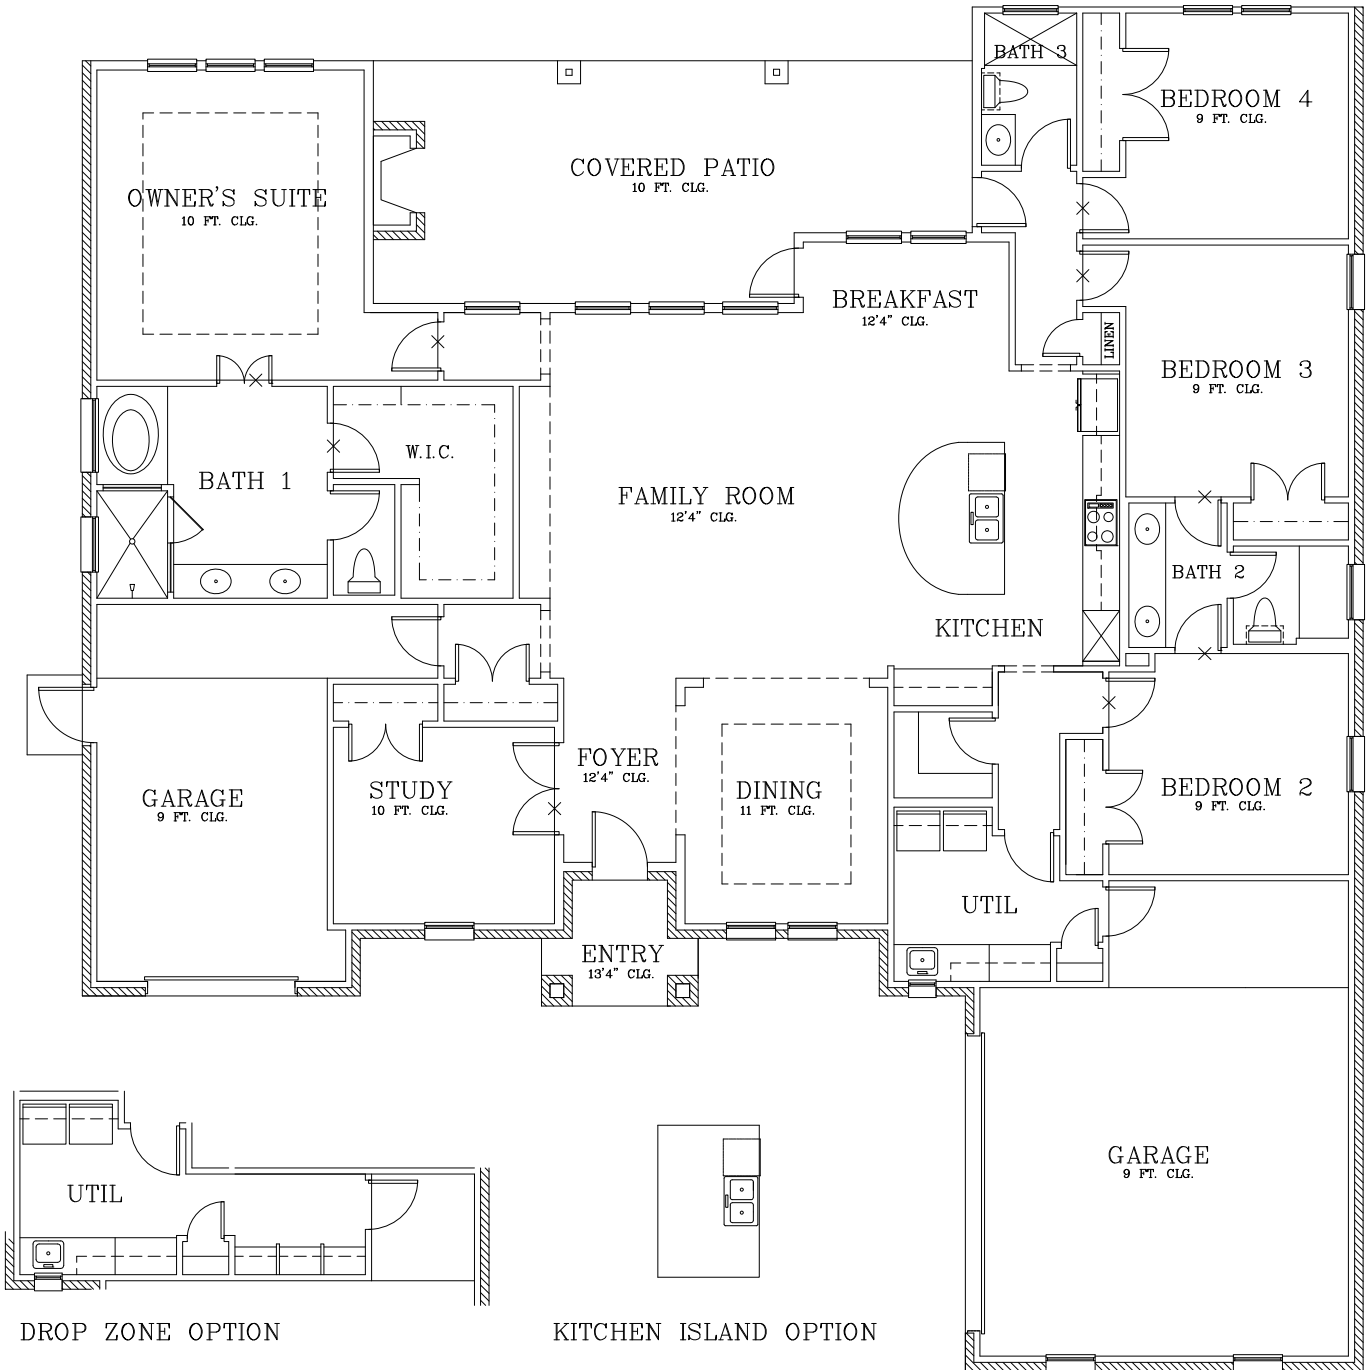 BATH 3
BEDROOM 4
9 FT. CLG.
COVERED PATIO
10 FT. CLG.
OWNER'S SUITE
10 FT. CLG.
BREAKFAST
12'4" CLG.
LINEN
BEDROOM 3
9 FT. CLG.
W.I.C.
BATH 1
FAMILY ROOM
12'4" CLG.
BATH 2
KITCHEN
FOYER
12'4" CLG.
STUDY
10 FT. CLG.
DINING
11 FT. CLG.
BEDROOM 2
9 FT. CLG.
GARAGE
9 FT. CLG.
UTIL
ENTRY
13'4" CLG.
GARAGE
9 FT. CLG.
UTIL
DROP ZONE OPTION
KITCHEN ISLAND OPTION